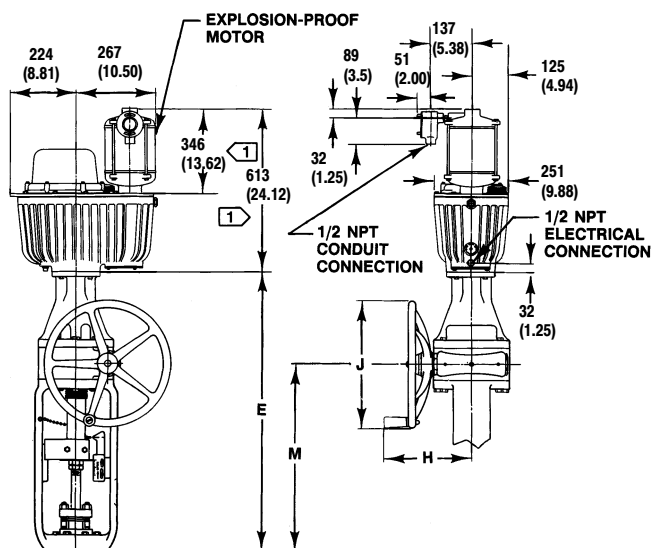 EXPLOSION-PROOF
MOTOR
224
(8.81)
267
(10.50)
346
(13,62)
1
613
(24.12)
1
137
(5.38)
89
(3.5)
51
(2.00)
125
(4.94)
32
(1.25)
251
(9.88)
1/2 NPT
CONDUIT
CONNECTION
1/2 NPT
ELECTRICAL
CONNECTION
32
(1.25)
J
E
M
H